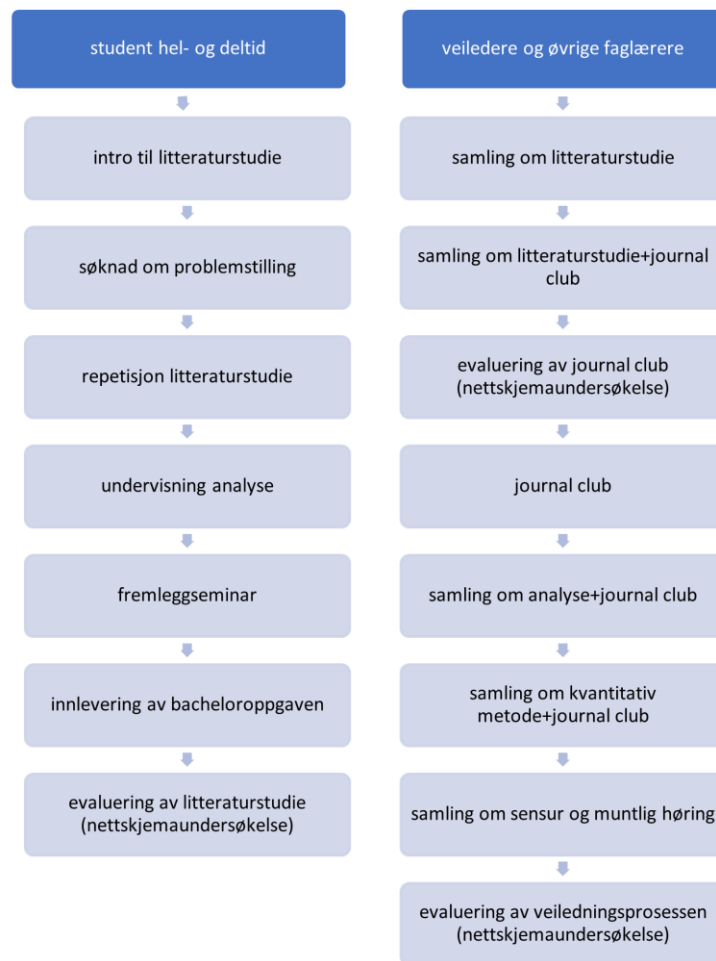 student hel- og deltid
intro til litteraturstudie
søknad om problemstilling
repetisjon litteraturstudie
undervisning analyse
fremleggseminar
innlevering av bacheloroppgaven
evaluering av litteraturstudie
(nettskjemaundersøkelse)
veiledere og øvrige faglærere
samling om litteraturstudie
samling om litteraturstudie+journal
club
evaluering av journal club
(nettskjemaundersøkelse)
journal club
samling om analyse+journal club
samling om kvantitativ
metode+journal club
samling om sensur og muntlig høring
evaluering av veiledningsprosessen
(nettskjemaundersøkelse)